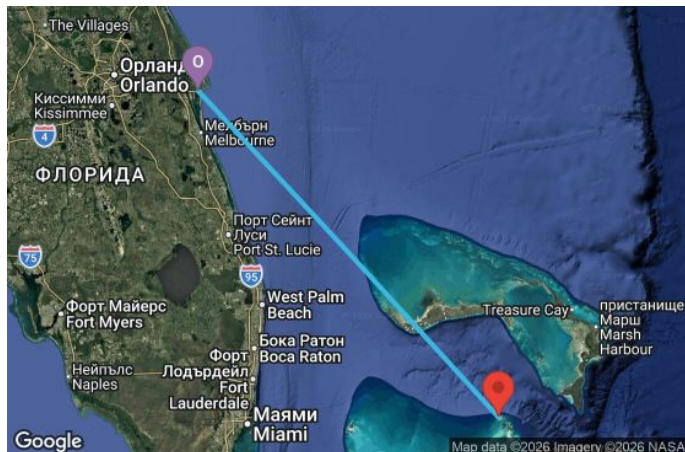 The Villages
O
Орланд
Orlando
Кисcимми
Kissimmee
4
Мелбърн
Melbourne
ФЛОРИДА
Порт Сейнт
Луси
Port St. Lucie
75
95
West Palm
Beach
Форт Майерс
Fort Myers
Treasure Cay
пристанище
Марш
Marsh
Harbour
Бока Ратон
Boca Raton
Нейпълс
Naples
Форт
Лодърдейл
Fort
Lauderdale
Маями
Miami
Google
Map data ©2026 Imagery ©2026 NASA